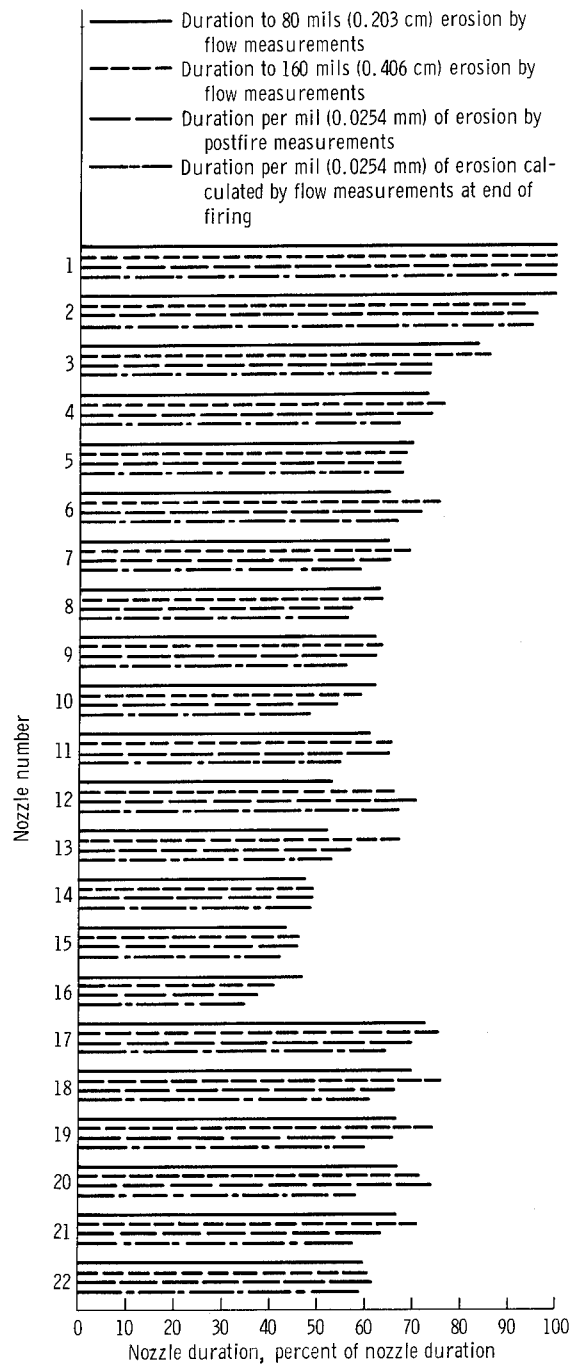 Duration to 80 mils (0.203 cm) erosion by
flow measurements
Duration to 160 mils (0.406 cm) erosion by
flow measurements
Duration per mil (0.0254 mm) of erosion by
postfire measurements
Duration per mil (0.0254 mm) of erosion cal-
culated by flow measurements at end of
firing
Nozzle number
1
2
3
4
5
6
7
8
9
10
11
12
13
14
15
16
17
18
19
20
21
22
0 10 20 30 40 50 60 70 80 90 100
Nozzle duration, percent of nozzle duration